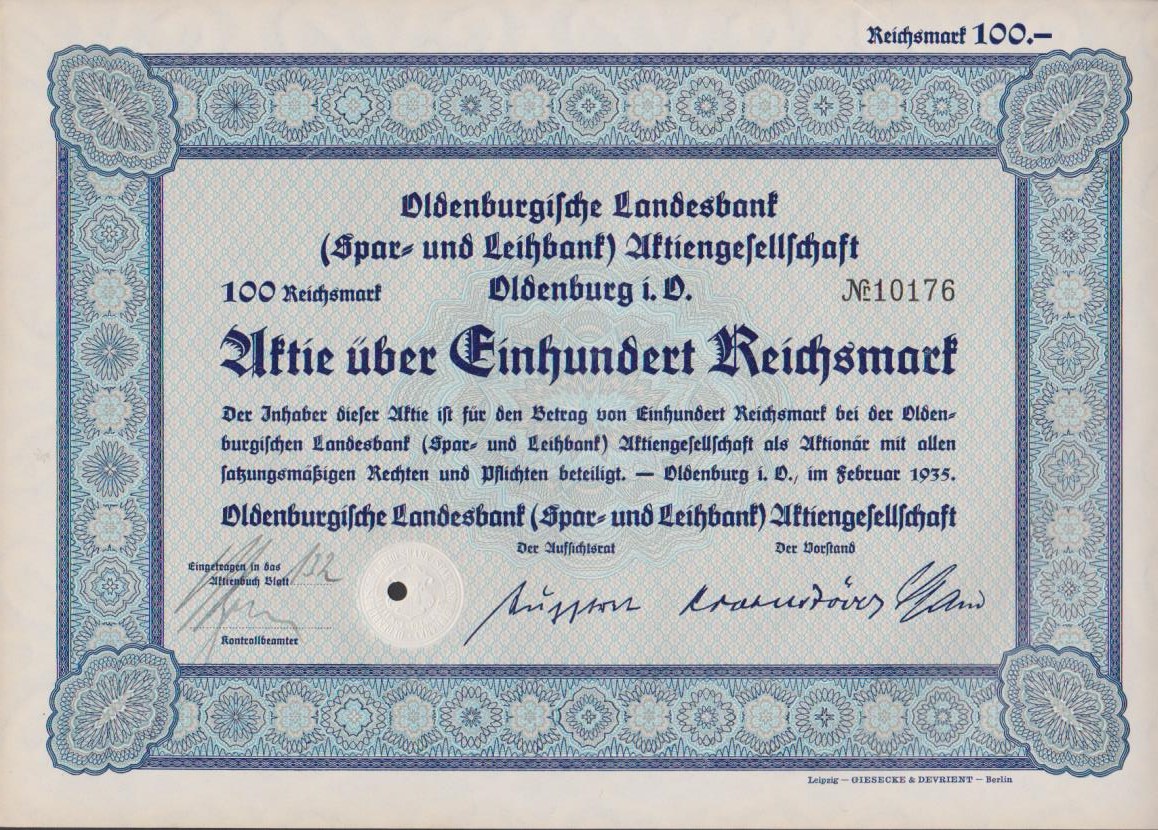 Reichsmark 100.—
Oldenburgische Landesbank
(Spar- und Leihbank) Aktiengesellschaft
100 Reichsmark Oldenburg i. O. № 10176
Aktie über Einhundert Reichsmark
Der Inhaber dieser Aktie ist für den Betrag von Einhundert Reichsmark bei der Olden-
burgischen Landesbank (Spar- und Leihbank) Aktiengesellschaft als Aktionär mit allen
satzungsmäßigen Rechten und Pflichten beteiligt. — Oldenburg i. O., im Februar 1935.
Oldenburgische Landesbank (Spar- und Leihbank) Aktiengesellschaft
Der Aufsichtsrat Der Vorstand
Eingetragen in das
Aktienbuch Blatt 132
Kontrollbeamter
Leipzig — GIESECKE & DEVRIENT — Berlin